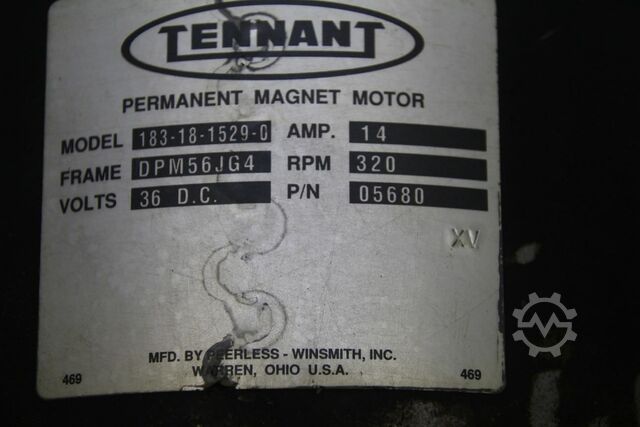 TENNANT
PERMANENT MAGNET MOTOR
MODEL 183-18-1529-0 AMP. 14
FRAME DPM56JG4 RPM 320
VOLTS 36 D.C. P/N 05680
XV
MFD. BY PEERLESS - WINSMITH, INC.
WARREN, OHIO U.S.A.
469 469